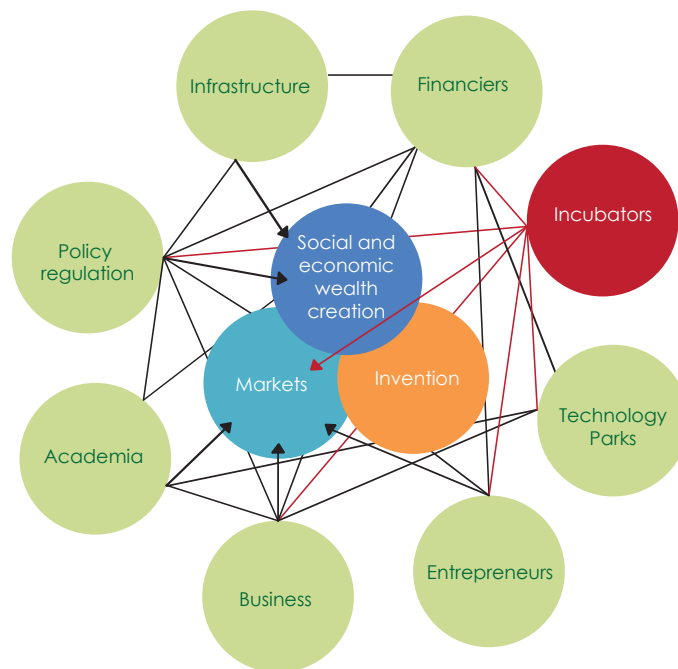 Infrastructure
Financiers
Incubators
Policy
regulation
Social and
economic
wealth
creation
Markets
Invention
Technology
Parks
Academia
Entrepreneurs
Business